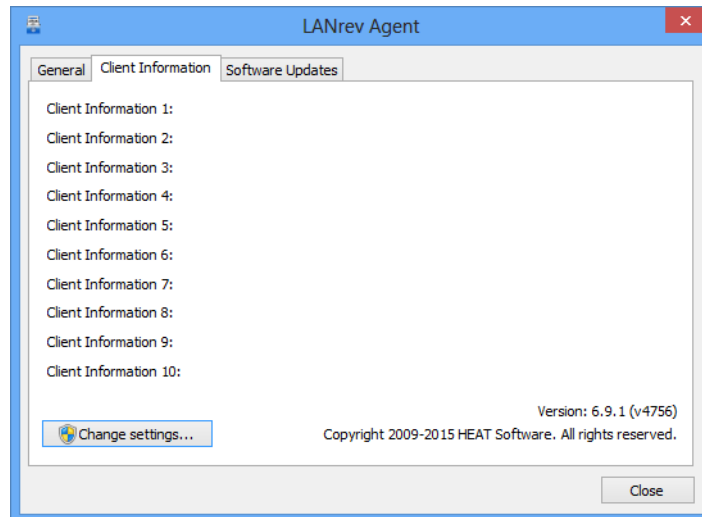 LANrev Agent
General Client Information Software Updates
Client Information 1:
Client Information 2:
Client Information 3:
Client Information 4:
Client Information 5:
Client Information 6:
Client Information 7:
Client Information 8:
Client Information 9:
Client Information 10:
Version: 6.9.1 (v4756)
Change settings... Copyright 2009-2015 HEAT Software. All rights reserved.
Close